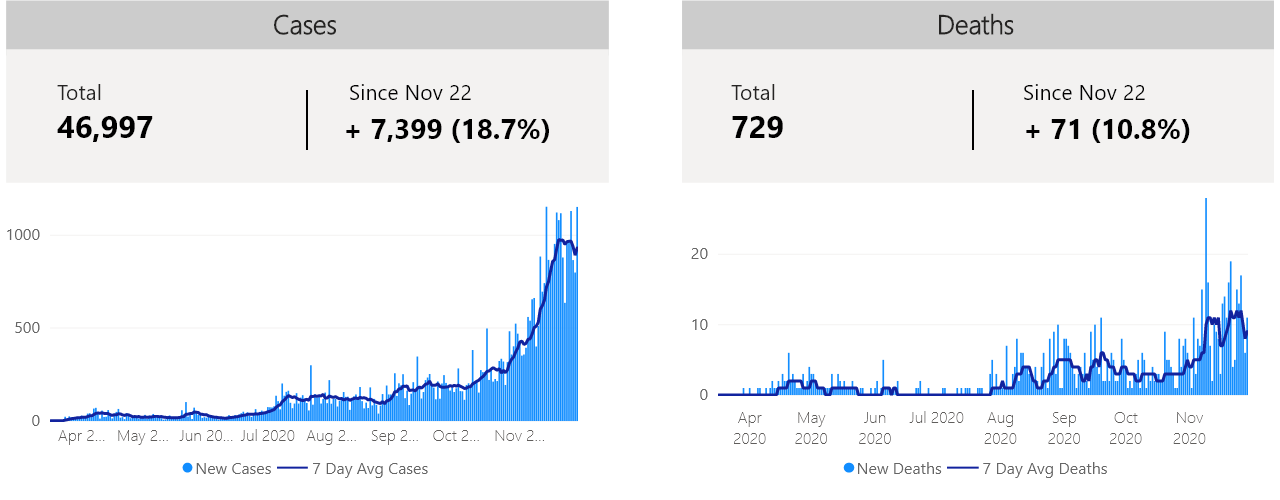 Cases
Total
46,997
Since Nov 22
+ 7,399 (18.7%)
1000
500
0
Apr 2... May 2... Jun 20... Jul 2020 Aug 2... Sep 2... Oct 2... Nov 2...
New Cases 7 Day Avg Cases
Deaths
Total
729
Since Nov 22
+ 71 (10.8%)
20
10
0
Apr May Jun Jul 2020 Aug Sep Oct Nov
2020 2020 2020 2020 2020 2020 2020
New Deaths 7 Day Avg Deaths